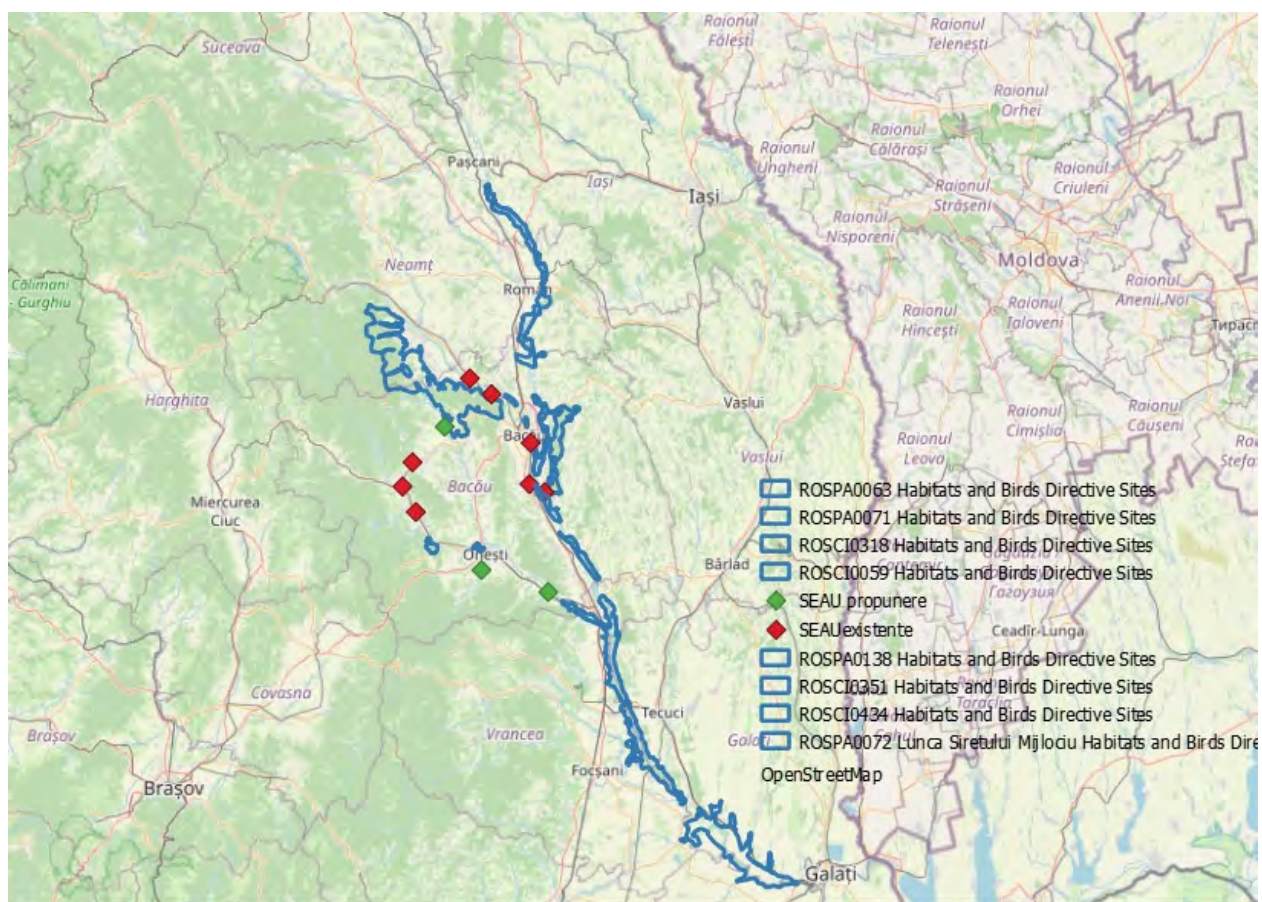 Raionul
Fălești
Raionul
Telenești
Suceava
Raionul
Orhei
Raionul
Călărași
Pașcani
Raionul
Ungheni
Raionul
Criuleni
Iași
Iași
Raionul
Strășeni
Raionul
Nisporeni
Moldova
Neamț
Călimani
- Gurghiu
Roman
Raionul
Anenii Noi
Raionul
Ialoveni
Raionul
Hîncești
Harghita
Vaslui
Raionul
Cimișlia
Raionul
Căușeni
Raionul
Leova
Vaslui
Bacău
Miercurea
Ciuc
ROSPA0063 Habitats and Birds Directive Sites
ROSPA0071 Habitats and Birds Directive Sites
ROSCI0318 Habitats and Birds Directive Sites
Onești
Bârlad
ROSCI0059 Habitats and Birds Directive Sites
Гагаузия
SEAU propunere
SEAUexistente
Ceadîr-Lunga
ROSPA0138 Habitats and Birds Directive Sites
ROSCI0351 Habitats and Birds Directive Sites
Covasna
Tecuci
ROSCI0434 Habitats and Birds Directive Sites
Brașov
Vrancea
Galați
ROSPA0072 Lunca Siretului Mijlociu Habitats and Birds Dire
Focșani
OpenStreetMap
Brașov
Galați